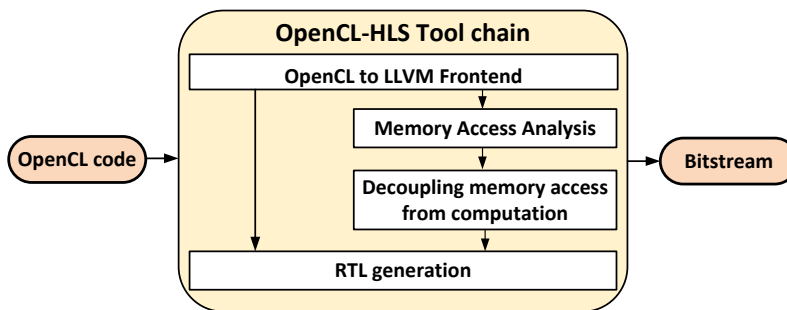 OpenCL-HLS Tool chain
OpenCL to LLVM Frontend
Memory Access Analysis
OpenCL code
Bitstream
Decoupling memory access
from computation
RTL generation